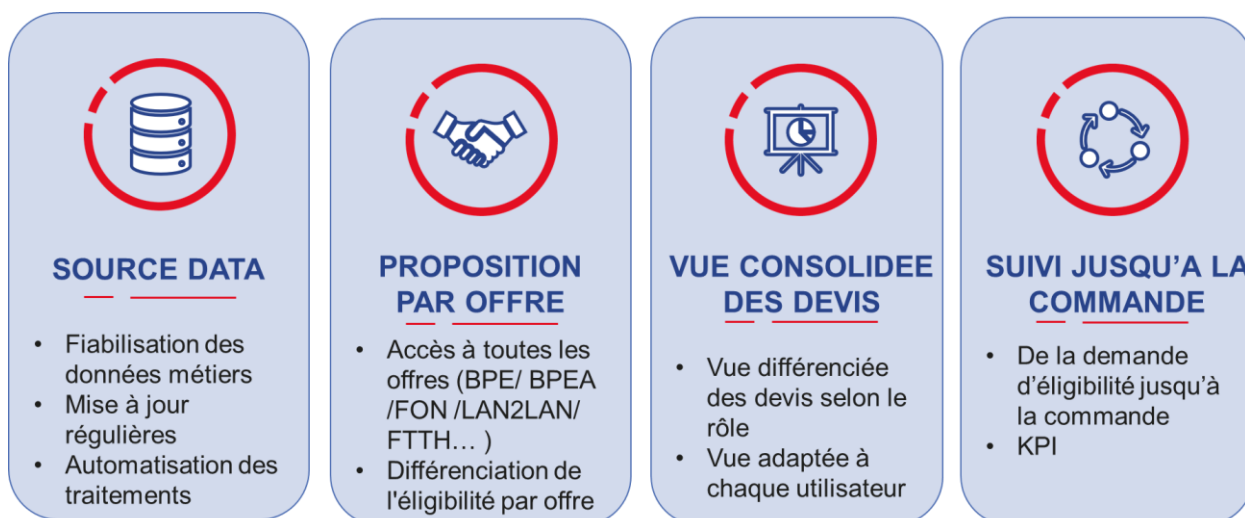 SOURCE DATA
• Fiabilisation des
données métiers
• Mise à jour
régulières
• Automatisation des
traitements
PROPOSITION
PAR OFFRE
• Accès à toutes les
offres (BPE/ BPEA
/FON /LAN2LAN/
FTTH... )
• Différenciation de
l'éligibilité par offre
VUE CONSOLIDEE
DES DEVIS
• Vue différenciée
des devis selon le
rôle
• Vue adaptée à
chaque utilisateur
SUIVI JUSQU'A LA
COMMANDE
• De la demande
d'éligibilité jusqu'à
la commande
• KPI